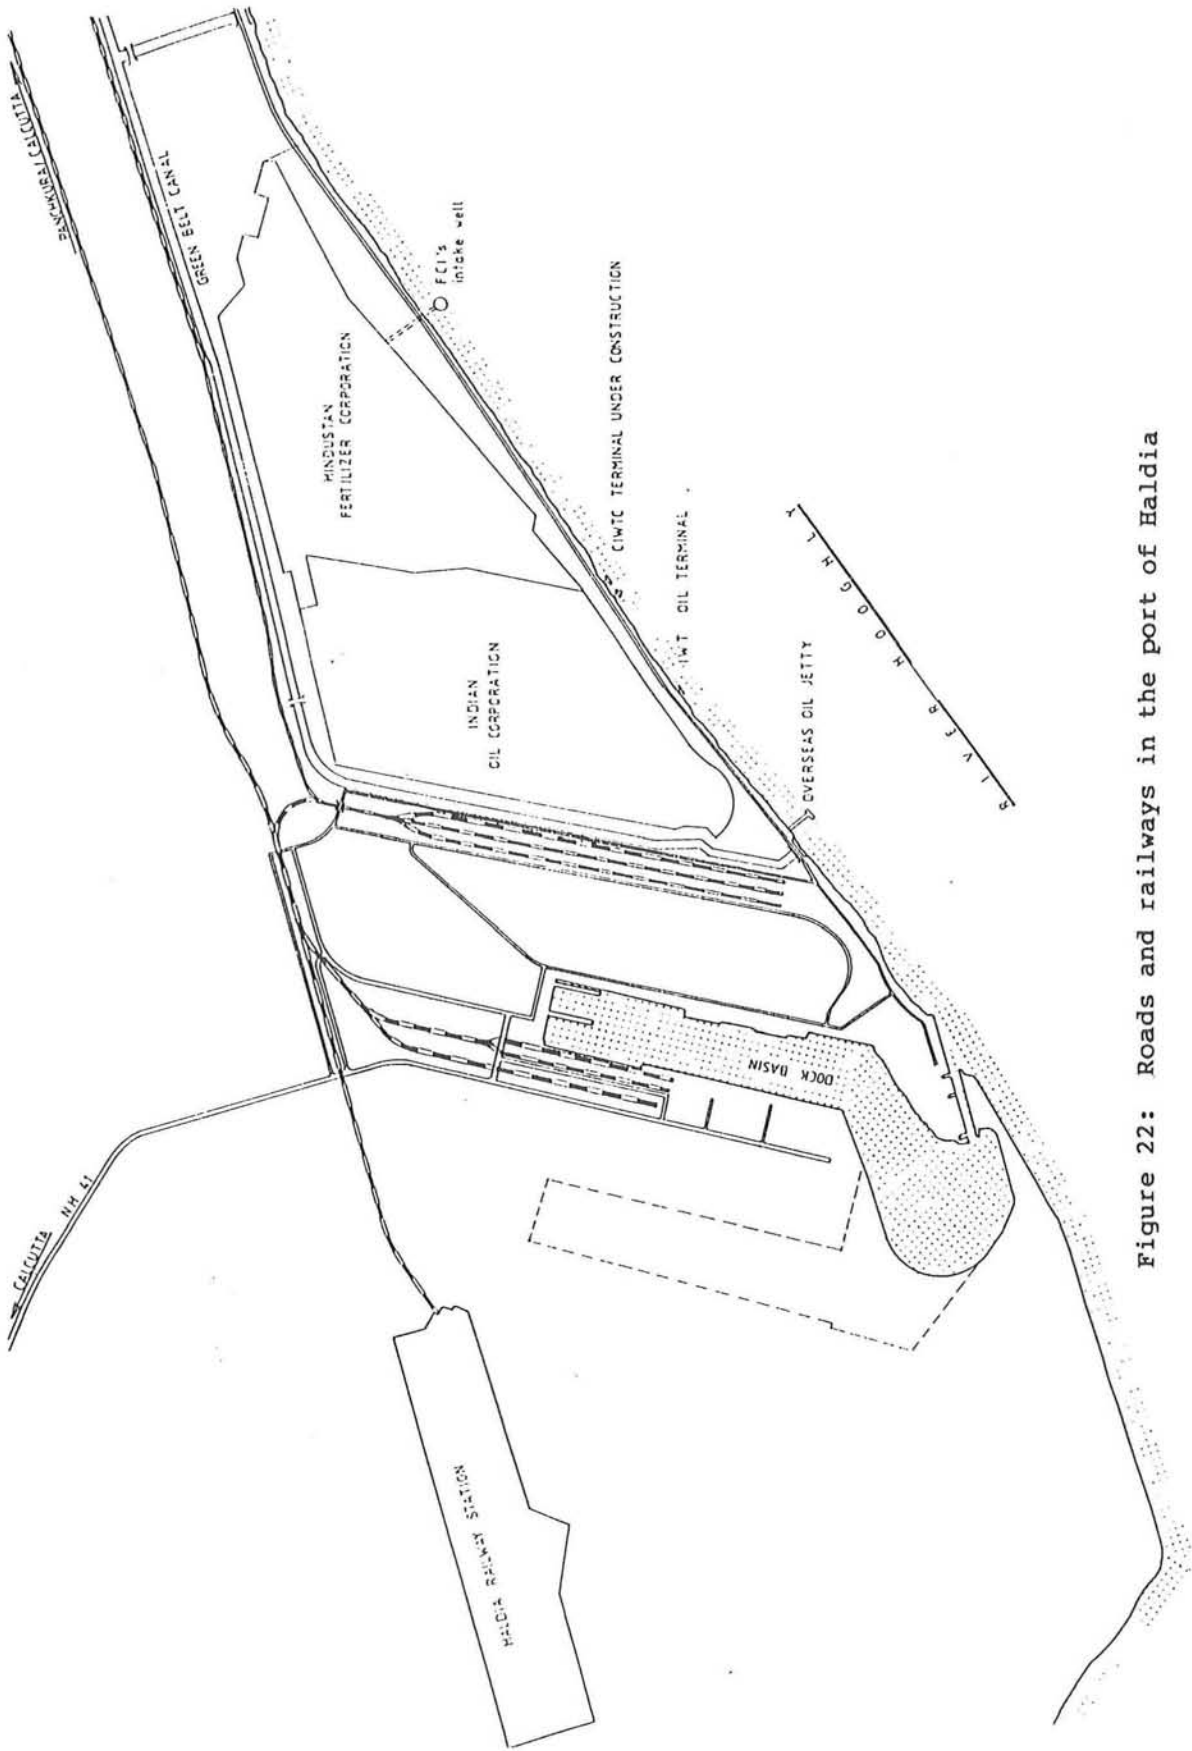 PANCHKURA/CALCUTTA
GREEN BELT CANAL
CALCUTTA
NH 41
HINDUSTAN
FERTILIZER CORPORATION
FCI's
intake well
INDIAN
OIL CORPORATION
CIWTC TERMINAL UNDER CONSTRUCTION
IWT OIL TERMINAL
OVERSEAS OIL JETTY
RIVER HOOGHLY
DOCK BASIN
HALDIA RAILWAY STATION
Figure 22: Roads and railways in the port of Haldia